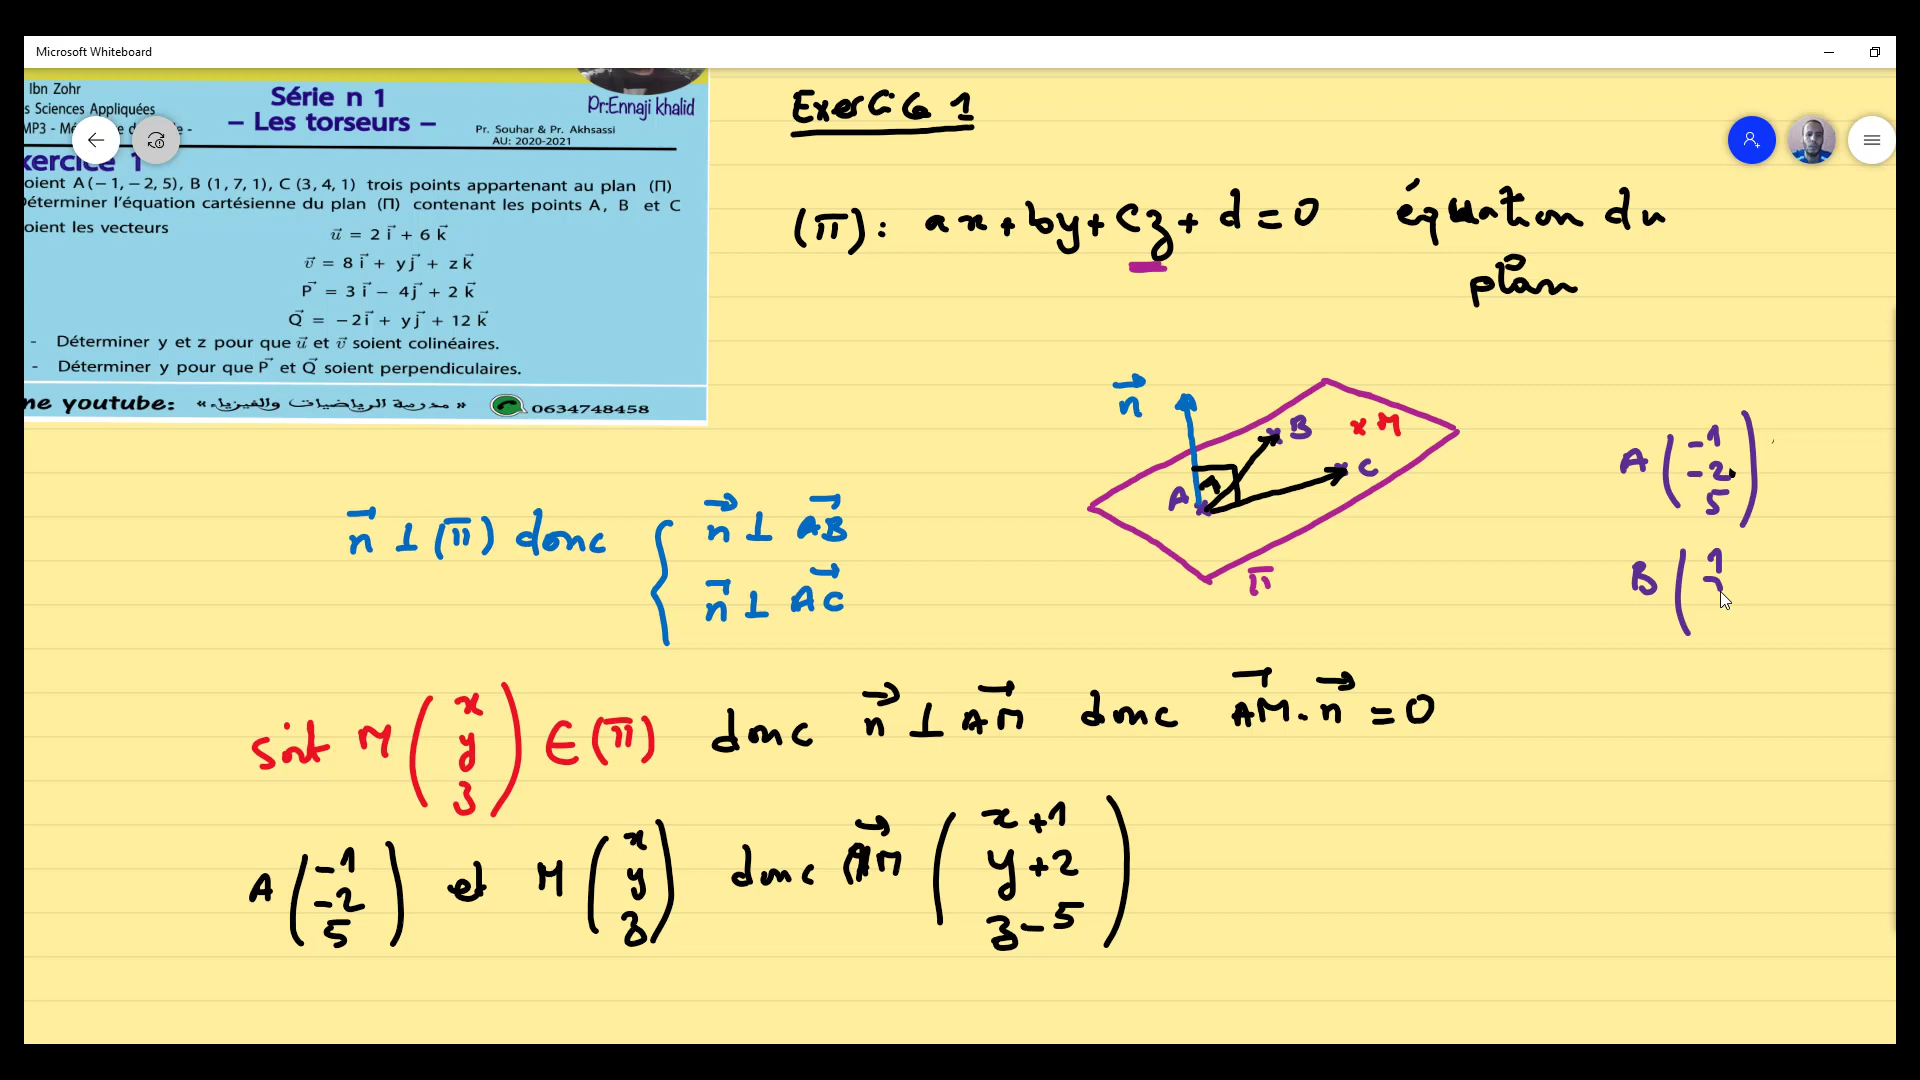 Microsoft Whiteboard
Ibn Zohr
s Sciences Appliquées
Série n 1
– Les torseurs –
Pr:Ennaji khalid
Pr. Souhar & Pr. Akhsassi
AU: 2020-2021
xercice 1
oient A(−1, −2, 5), B (1, 7, 1), C (3, 4, 1) trois points appartenant au plan (Π)
éterminer l'équation cartésienne du plan (Π) contenant les points A, B et C
oient les vecteurs
u⃗ = 2 i⃗ + 6 k⃗
v⃗ = 8 i⃗ + y j⃗ + z k⃗
P⃗ = 3 i⃗ − 4 j⃗ + 2 k⃗
Q⃗ = −2 i⃗ + y j⃗ + 12 k⃗
- Déterminer y et z pour que u⃗ et v⃗ soient colinéaires.
- Déterminer y pour que P⃗ et Q⃗ soient perpendiculaires.
ne youtube: «مدرسة الرياضيات والفيزياء» 0634748458
Exercice 1
(π): ax + by + cz + d = 0 équation du
plan
n⃗
B
x M
C
A
π
A (−1
−2
5)
B (1
7
n⃗ ⊥ (π) donc { n⃗ ⊥ AB⃗
n⃗ ⊥ AC⃗
soit M (x
y
z) ∈ (π) donc n⃗ ⊥ AM⃗ donc AM⃗ . n⃗ = 0
A (−1
−2
5) et M (x
y
z) donc AM⃗ (x + 1
y + 2
z − 5)